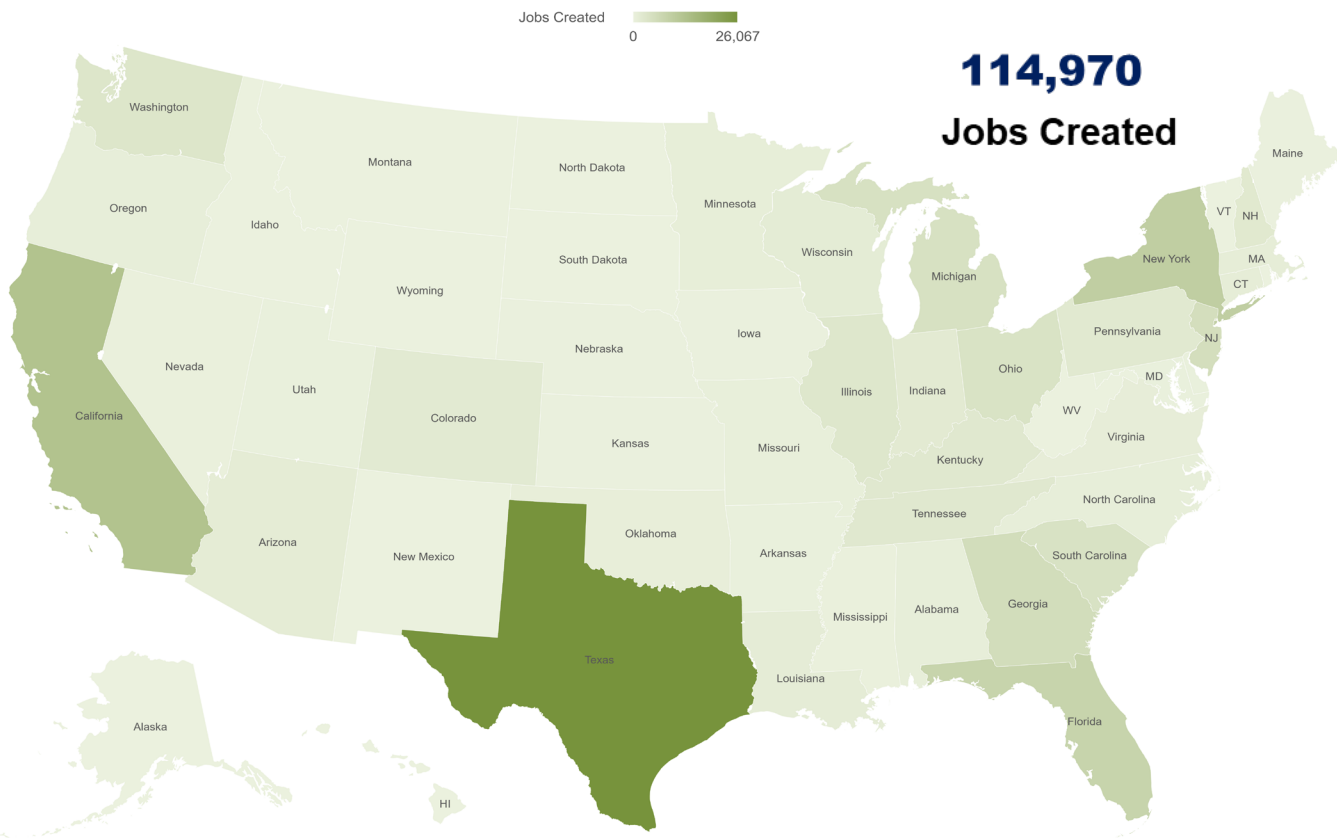 Jobs Created
0 26,067
114,970
Jobs Created
Washington
Montana
North Dakota
Minnesota
Maine
Oregon
Idaho
VT
NH
South Dakota
Wisconsin
New York
MA
Michigan
CT
Wyoming
Iowa
Pennsylvania
NJ
Nebraska
Nevada
Ohio
MD
Utah
Illinois
Indiana
WV
California
Colorado
Kansas
Missouri
Virginia
Kentucky
North Carolina
Tennessee
Arizona
New Mexico
Oklahoma
Arkansas
South Carolina
Georgia
Mississippi
Alabama
Texas
Louisiana
Florida
Alaska
HI